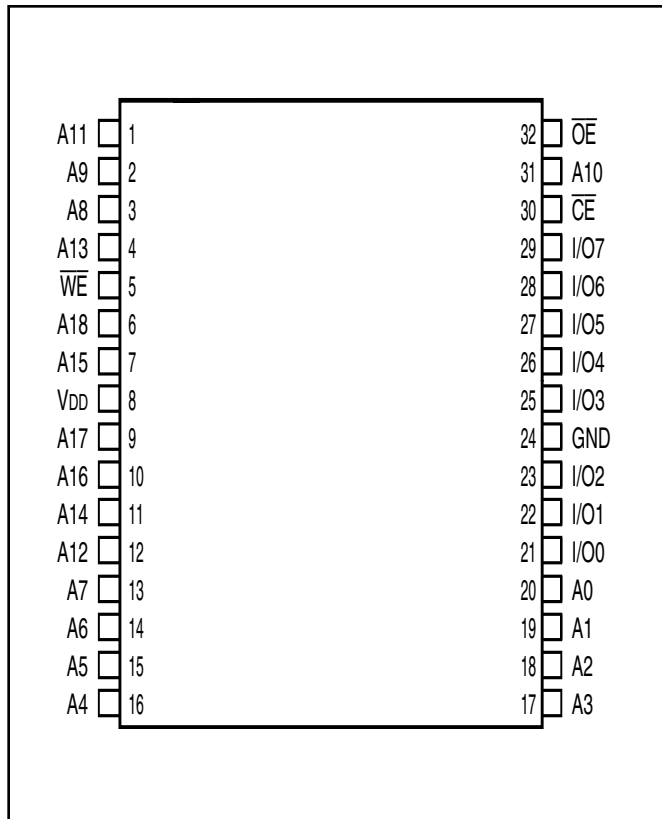 A11 1 32 O̅E̅
A9 2 31 A10
A8 3 30 C̅E̅
A13 4 29 I/O7
W̅E̅ 5 28 I/O6
A18 6 27 I/O5
A15 7 26 I/O4
VDD 8 25 I/O3
A17 9 24 GND
A16 10 23 I/O2
A14 11 22 I/O1
A12 12 21 I/O0
A7 13 20 A0
A6 14 19 A1
A5 15 18 A2
A4 16 17 A3